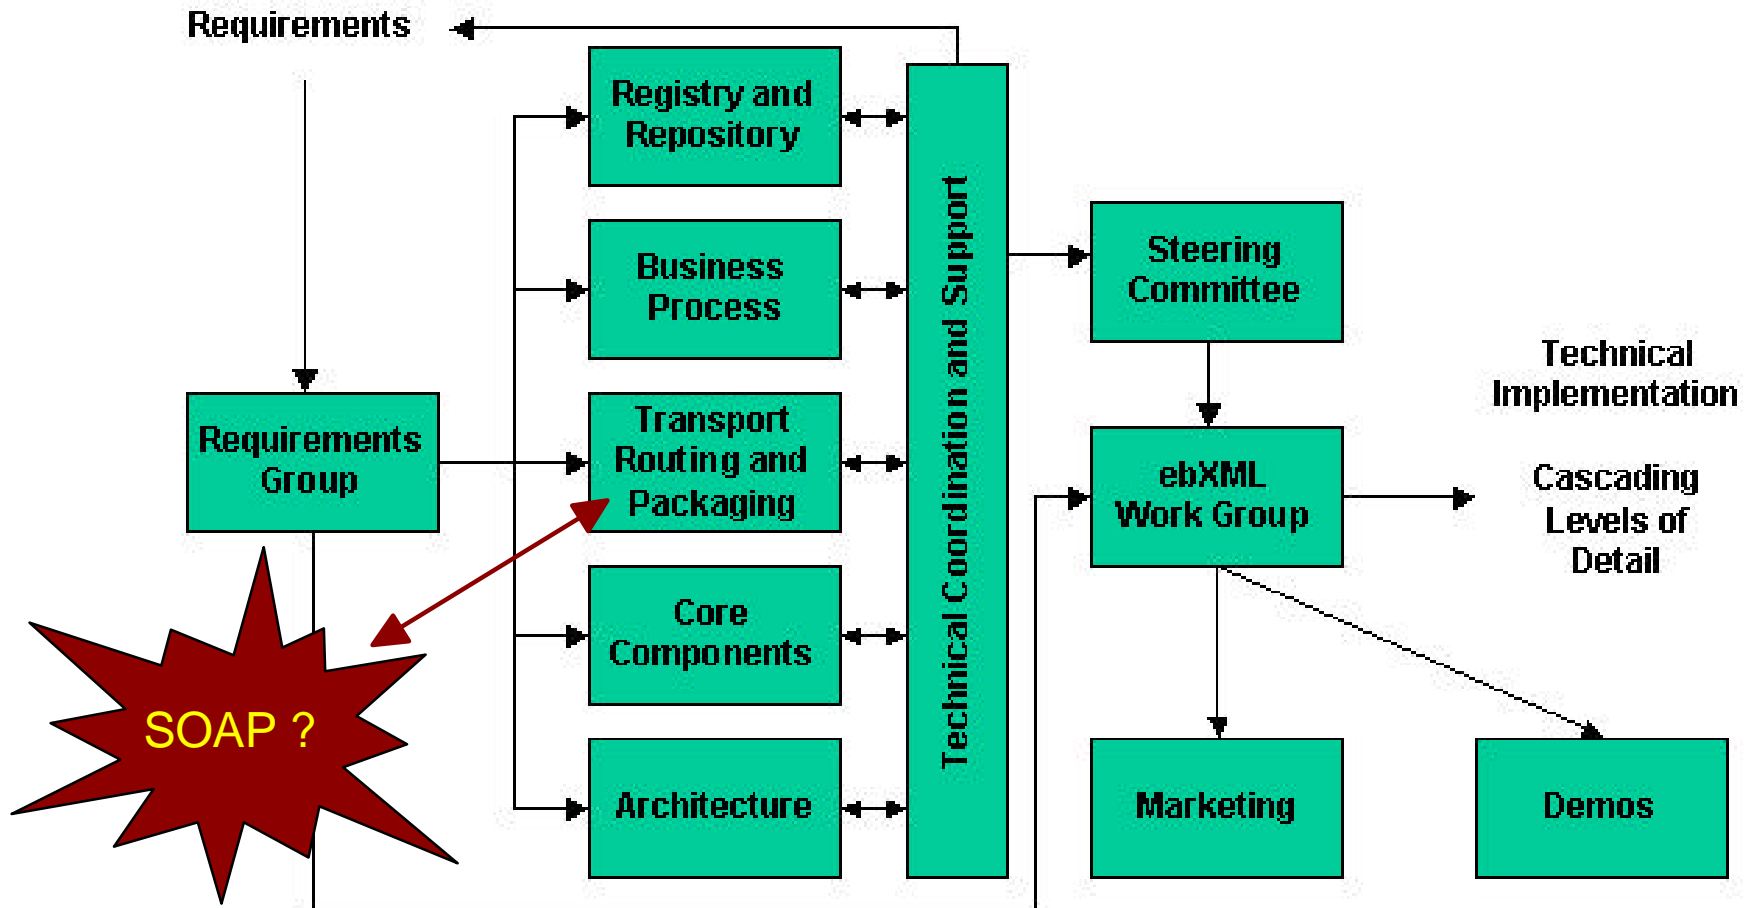 Requirements
Registry and
Repository
Business
Process
Requirements
Group
Transport
Routing and
Packaging
Core
Components
Architecture
SOAP ?
Technical Coordination and Support
Steering
Committee
ebXML
Work Group
Technical
Implementation
Cascading
Levels of
Detail
Marketing
Demos